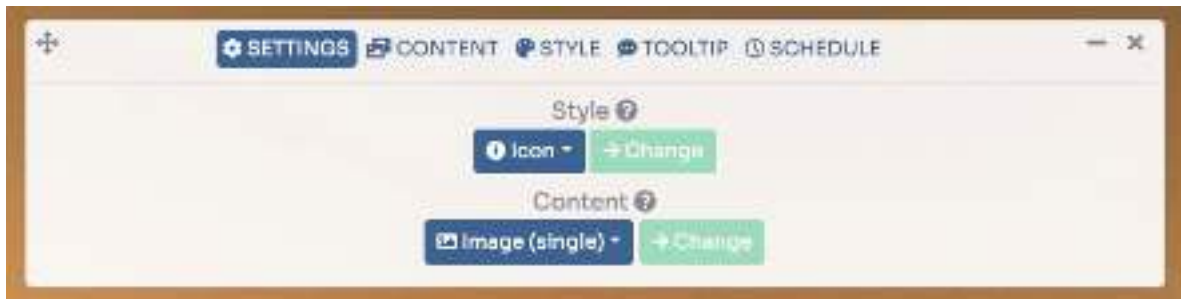 SETTINGS CONTENT STYLE TOOLTIP SCHEDULE
Style
Icon Change
Content
Image (single) Change